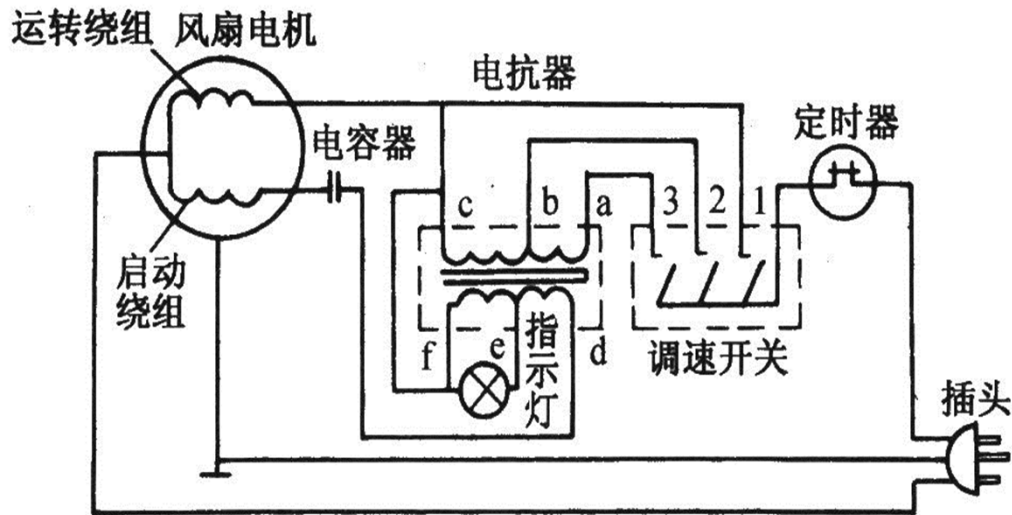 运转绕组 风扇电机
电抗器
定时器
电容器
c b a 3 2 1
启动
绕组
f e 指示灯 d
调速开关
插头